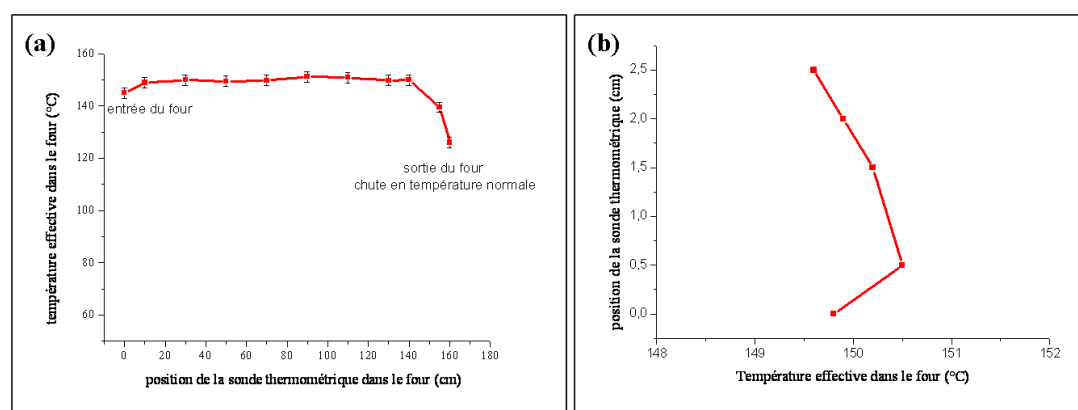 (a)
160
140
120
100
80
60
température effective dans le four (°C)
entrée du four
sortie du four
chute en température normale
0 20 40 60 80 100 120 140 160 180
position de la sonde thermométrique dans le four (cm)
(b)
2,5
2,0
1,5
1,0
0,5
0,0
position de la sonde thermométrique (cm)
148 149 150 151 152
Température effective dans le four (°C)